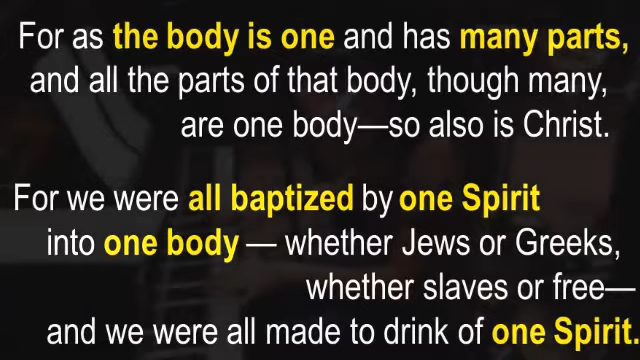 For as the body is one and has many parts,
and all the parts of that body, though many,
are one body—so also is Christ.
For we were all baptized by one Spirit
into one body — whether Jews or Greeks,
whether slaves or free—
and we were all made to drink of one Spirit.